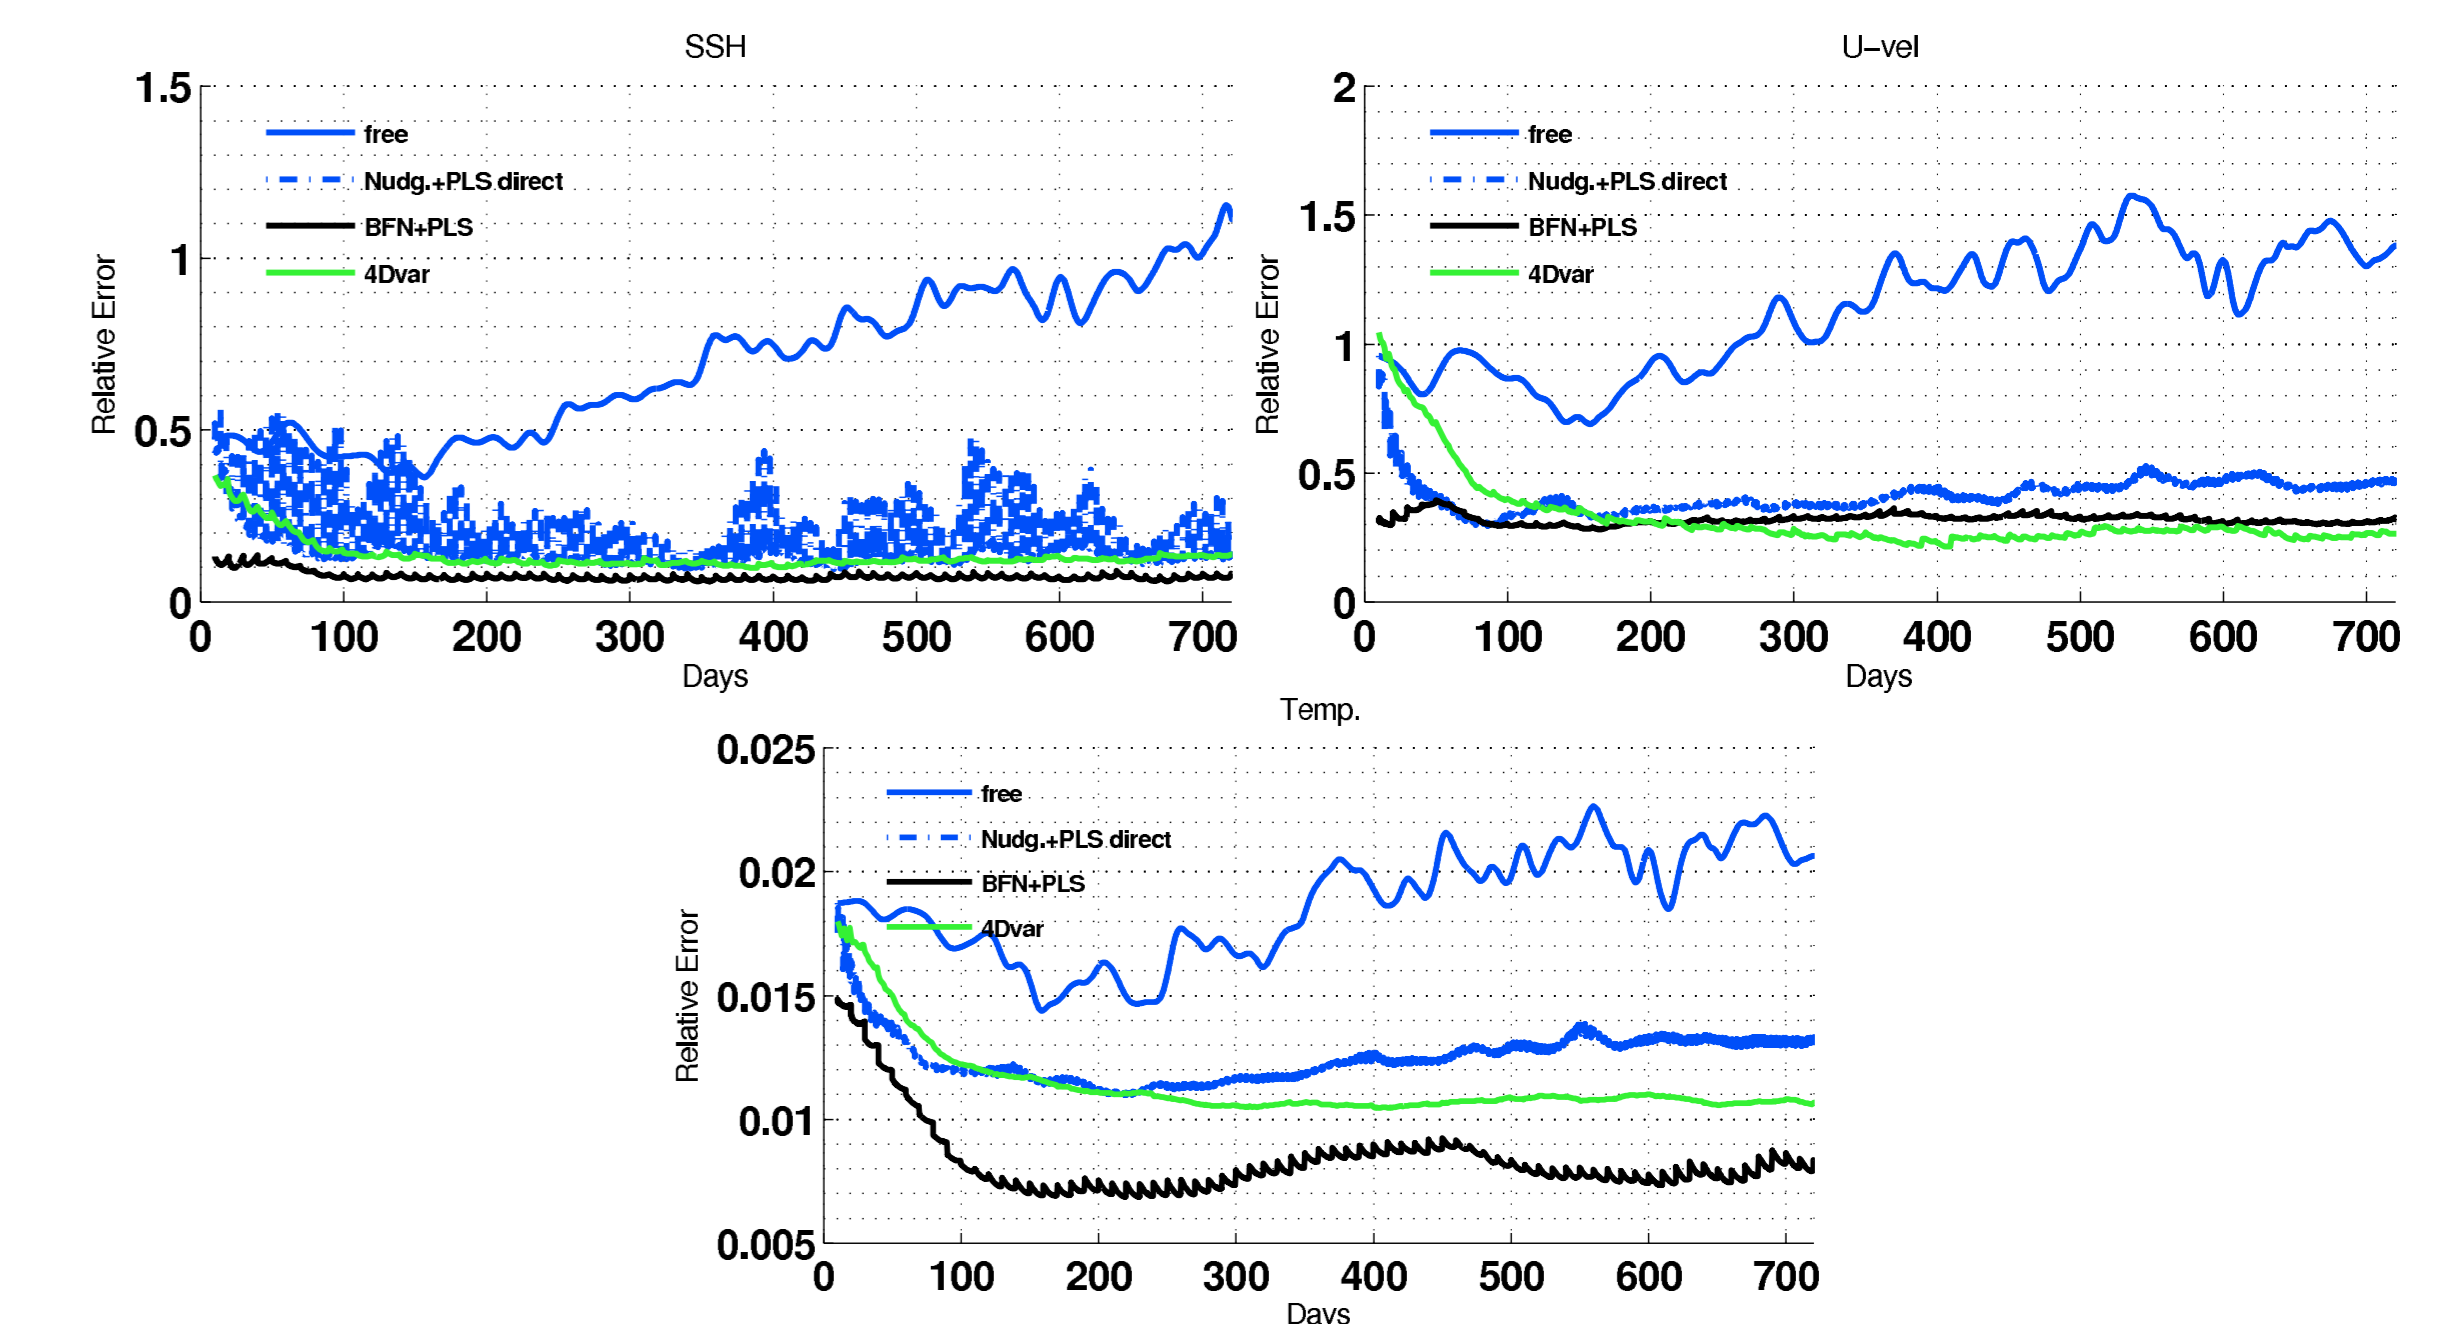 SSH
1.5
1
0.5
0
Relative Error
free
Nudg.+PLS direct
BFN+PLS
4Dvar
0 100 200 300 400 500 600 700
Days
U-vel
2
1.5
1
0.5
0
Relative Error
free
Nudg.+PLS direct
BFN+PLS
4Dvar
0 100 200 300 400 500 600 700
Days
Temp.
0.025
0.02
0.015
0.01
0.005
Relative Error
free
Nudg.+PLS direct
BFN+PLS
4Dvar
0 100 200 300 400 500 600 700
Days